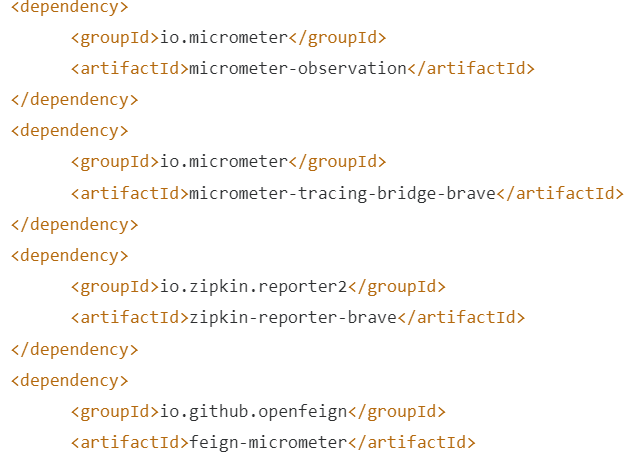 <dependency>
<groupId>io.micrometer</groupId>
<artifactId>micrometer-observation</artifactId>
</dependency>
<dependency>
<groupId>io.micrometer</groupId>
<artifactId>micrometer-tracing-bridge-brave</artifactId>
</dependency>
<dependency>
<groupId>io.zipkin.reporter2</groupId>
<artifactId>zipkin-reporter-brave</artifactId>
</dependency>
<dependency>
<groupId>io.github.openfeign</groupId>
<artifactId>feign-micrometer</artifactId>